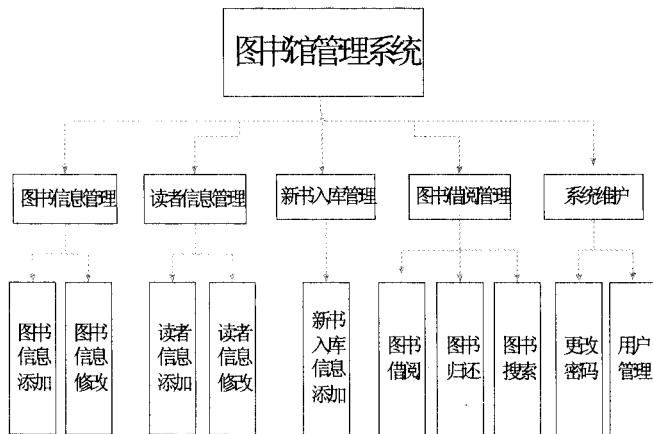 图书馆管理系统
图书信息管理
读者信息管理
新书入库管理
图书借阅管理
系统维护
图书
信息
添加
图书
信息
修改
读者
信息
添加
读者
信息
修改
新书
入库
信息
添加
图书
借阅
图书
归还
图书
搜索
更改
密码
用户
管理